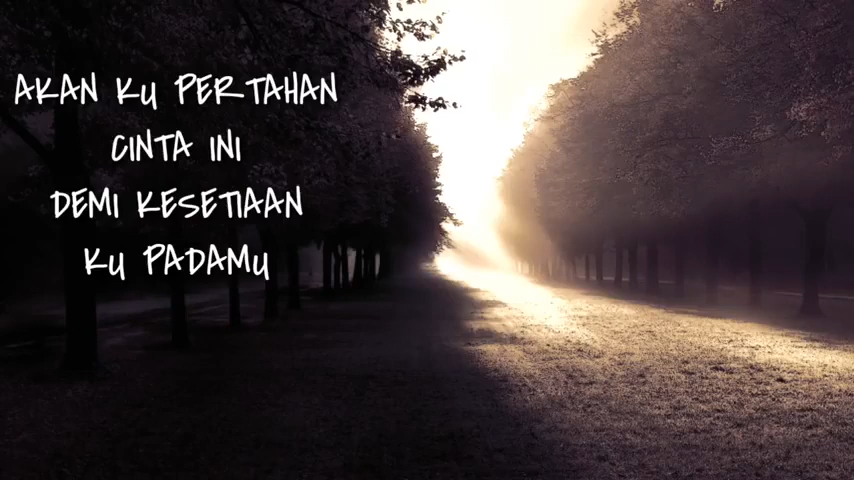 AKAN KU PERTAHAN
CINTA INI
DEMI KESETIAAN
KU PADAMU